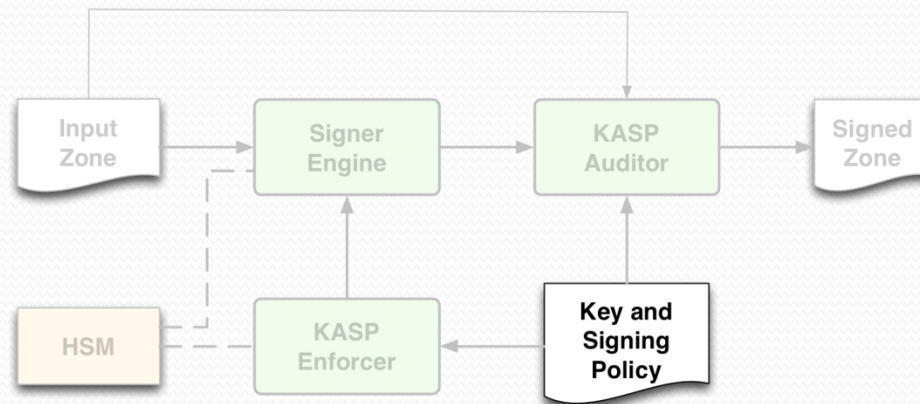 Input
Zone
Signer
Engine
KASP
Auditor
Signed
Zone
HSM
KASP
Enforcer
Key and
Signing
Policy